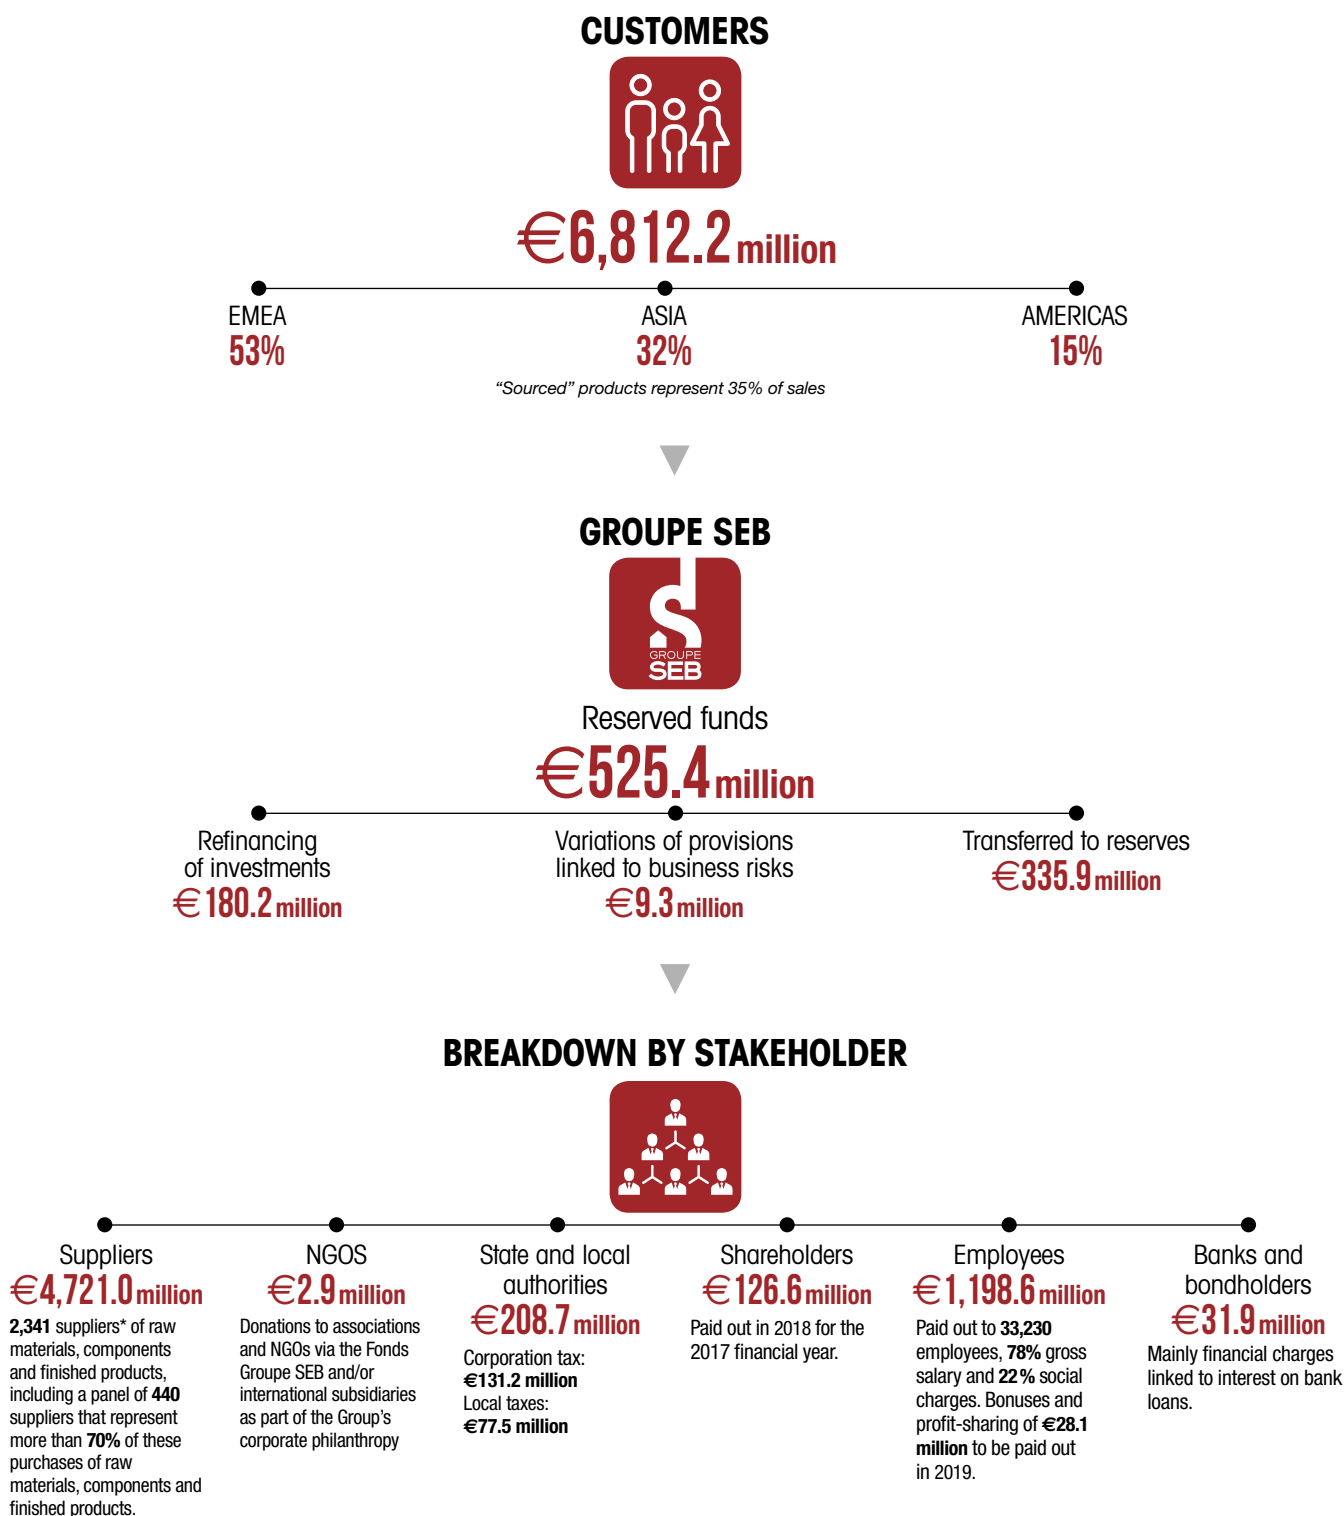 CUSTOMERS
€6,812.2 million
EMEA
53%
ASIA
32%
AMERICAS
15%
“Sourced” products represent 35% of sales
GROUPE SEB
GROUPE
SEB
Reserved funds
€525.4 million
Refinancing
of investments
€180.2 million
Variations of provisions
linked to business risks
€9.3 million
Transferred to reserves
€335.9 million
BREAKDOWN BY STAKEHOLDER
Suppliers
€4,721.0 million
2,341 suppliers* of raw
materials, components
and finished products,
including a panel of 440
suppliers that represent
more than 70% of these
purchases of raw
materials, components and
finished products.
NGOS
€2.9 million
Donations to associations
and NGOs via the Fonds
Groupe SEB and/or
international subsidiaries
as part of the Group’s
corporate philanthropy
State and local
authorities
€208.7 million
Corporation tax:
€131.2 million
Local taxes:
€77.5 million
Shareholders
€126.6 million
Paid out in 2018 for the
2017 financial year.
Employees
€1,198.6 million
Paid out to 33,230
employees, 78% gross
salary and 22% social
charges. Bonuses and
profit-sharing of €28.1
million to be paid out
in 2019.
Banks and
bondholders
€31.9 million
Mainly financial charges
linked to interest on bank
loans.